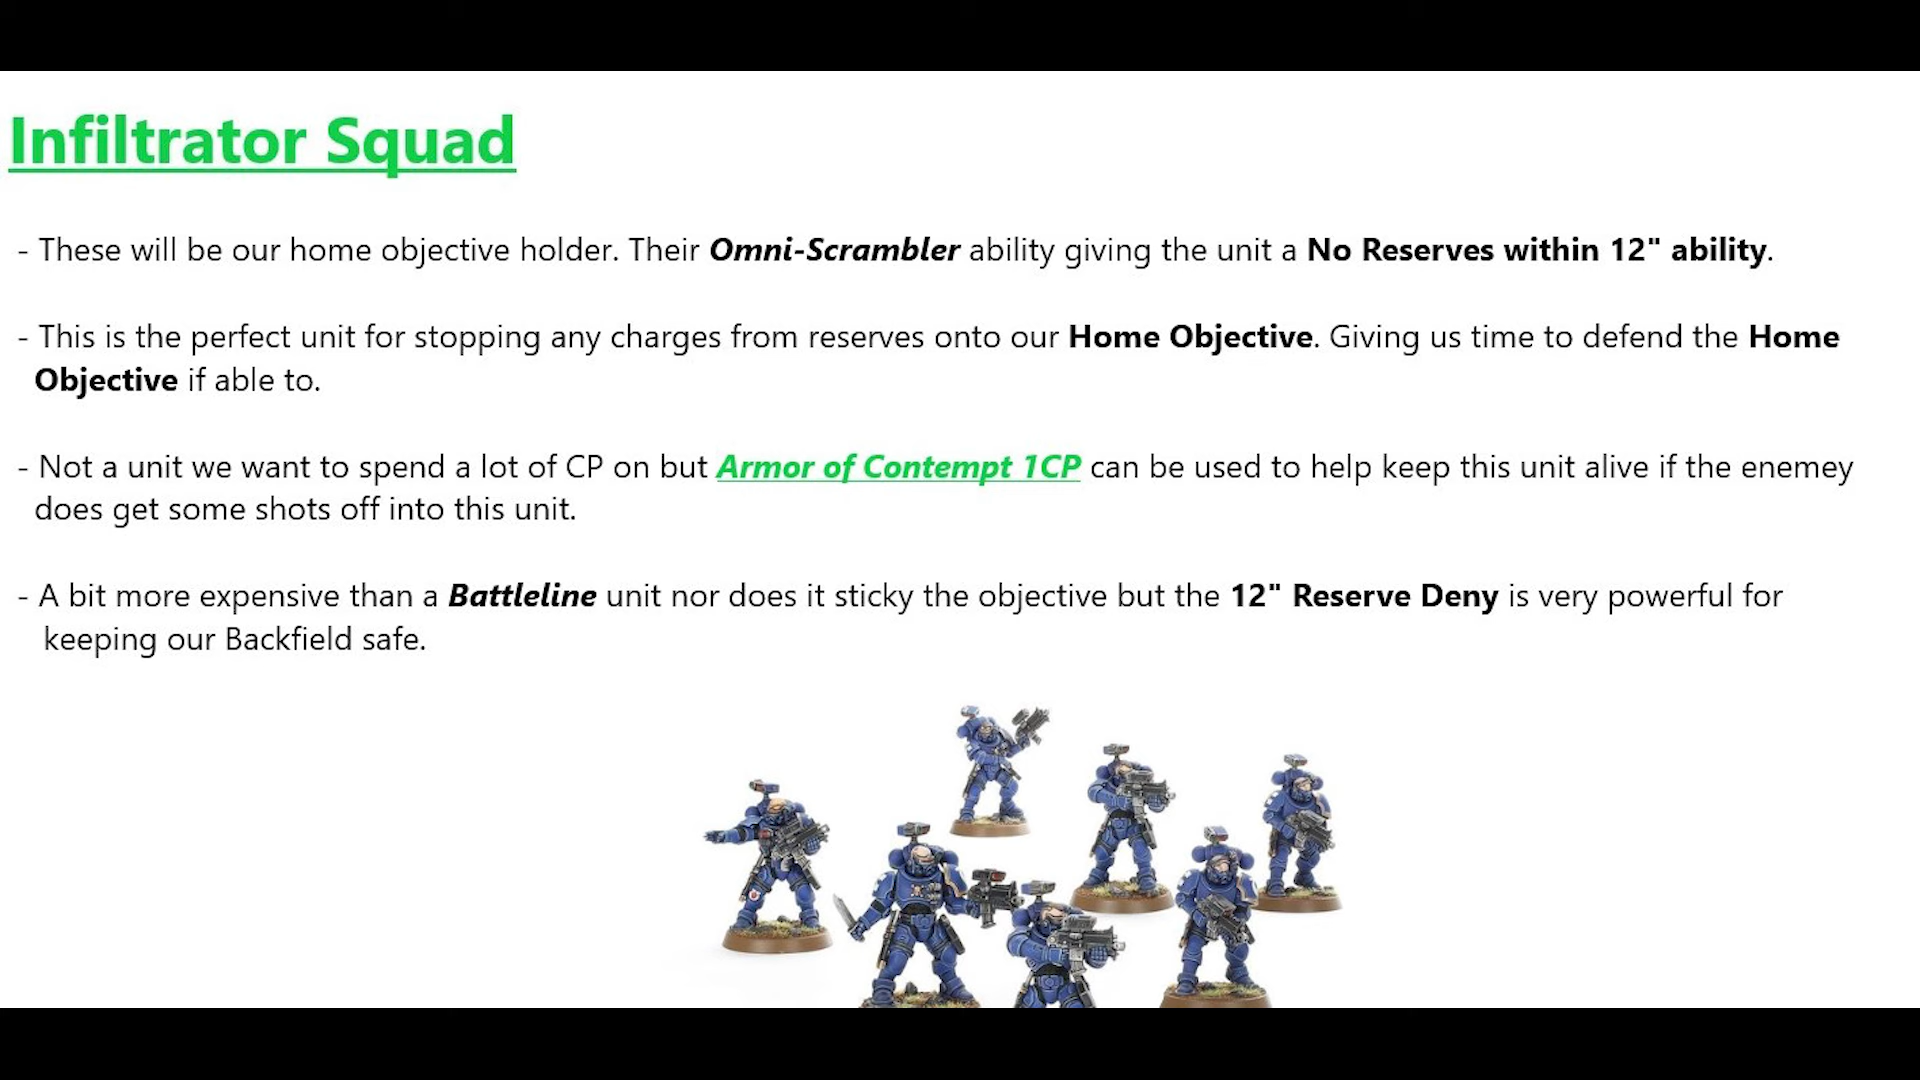 Infiltrator Squad
- These will be our home objective holder. Their Omni-Scrambler ability giving the unit a No Reserves within 12" ability.
- This is the perfect unit for stopping any charges from reserves onto our Home Objective. Giving us time to defend the Home
Objective if able to.
- Not a unit we want to spend a lot of CP on but Armor of Contempt 1CP can be used to help keep this unit alive if the enemey
does get some shots off into this unit.
- A bit more expensive than a Battleline unit nor does it sticky the objective but the 12" Reserve Deny is very powerful for
keeping our Backfield safe.